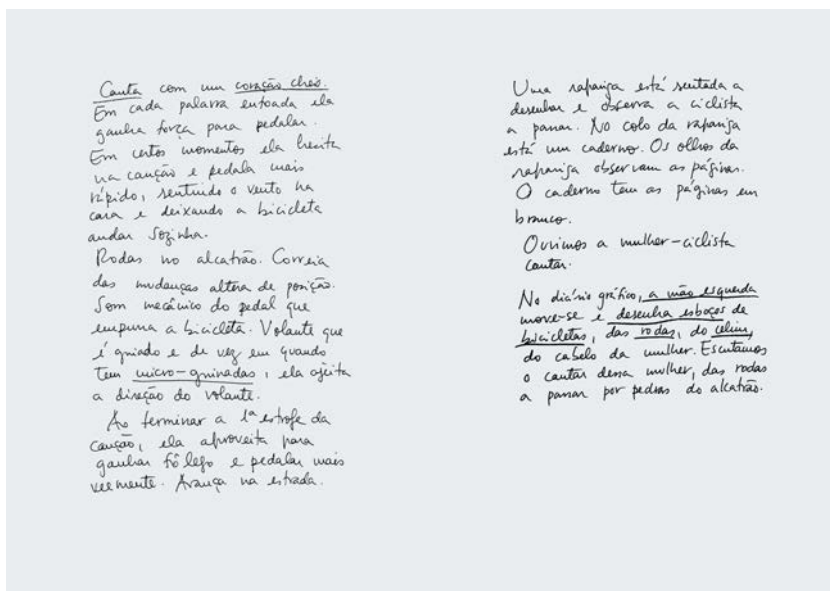 Canta com um coração cheio.
Em cada palavra entoada ela
ganha força para pedalar.
Em certos momentos ela hesita
na canção e pedala mais
rápido, sentindo o vento na
cara e deixando a bicicleta
andar sozinha.
Rodas no alcatrão. Correia
das mudanças altera de posição.
Som mecânico do pedal que
empurra a bicicleta. Volante que
é guiado e de vez em quando
tem micro-guinadas, ela ajeita
a direção do volante.
Ao terminar a 1ª estrofe da
canção, ela aproveita para
ganhar fôlego e pedalar mais
veemente. Avança na estrada.
Uma rapariga está sentada a
desenhar e observa a ciclista
a passar. No colo da rapariga
está um caderno. Os olhos da
rapariga observam as páginas.
O caderno tem as páginas em
branco.
Ouvimos a mulher-ciclista
cantar.
No diário gráfico, a mão esquerda
move-se e desenha esboços de
bicicletas, das rodas, do celim,
do cabelo da mulher. Escutamos
o cantar dessa mulher, das rodas
a passar por pedras do alcatrão.